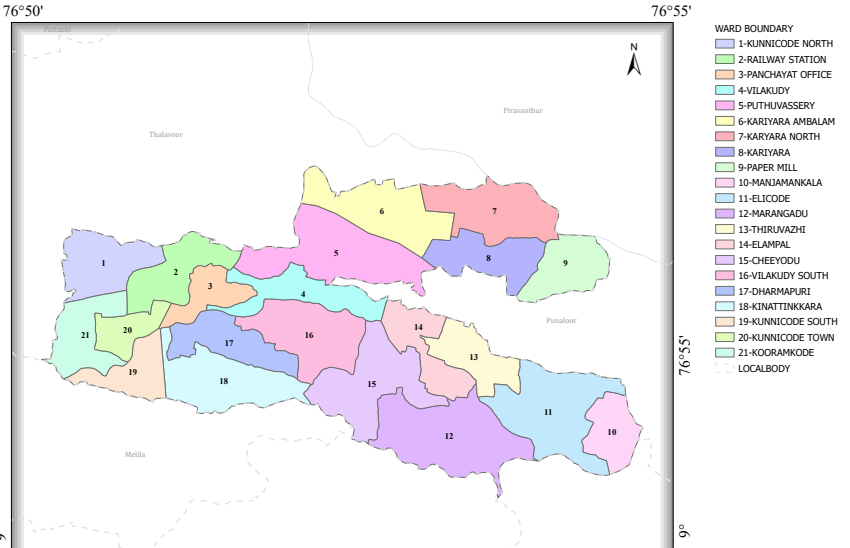 76°50'
76°55'
Pattazhi
N
Piravanthur
Thalavoor
6
7
5
8
9
1
2
3
4
Punaloor
21
20
17
16
14
13
19
18
15
11
12
10
Melila
76°55'
9°
9
WARD BOUNDARY
1-KUNNICODE NORTH
2-RAILWAY STATION
3-PANCHAYAT OFFICE
4-VILAKUDY
5-PUTHUVASSERY
6-KARIYARA AMBALAM
7-KARYARA NORTH
8-KARIYARA
9-PAPER MILL
10-MANJAMANKALA
11-ELICODE
12-MARANGADU
13-THIRUVAZHI
14-ELAMPAL
15-CHEEYODU
16-VILAKUDY SOUTH
17-DHARMAPURI
18-KINATTINKKARA
19-KUNNICODE SOUTH
20-KUNNICODE TOWN
21-KOORAMKODE
LOCALBODY